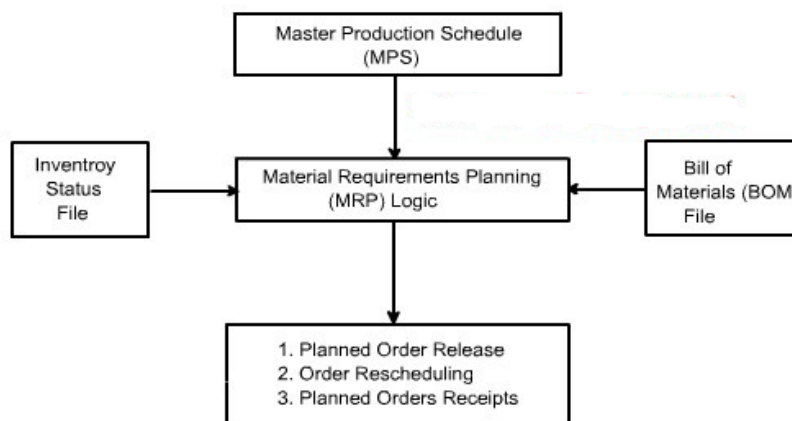 Master Production Schedule
(MPS)
Inventroy
Status
File
Material Requirements Planning
(MRP) Logic
Bill of
Materials (BOM
File
1. Planned Order Release
2. Order Rescheduling
3. Planned Orders Receipts